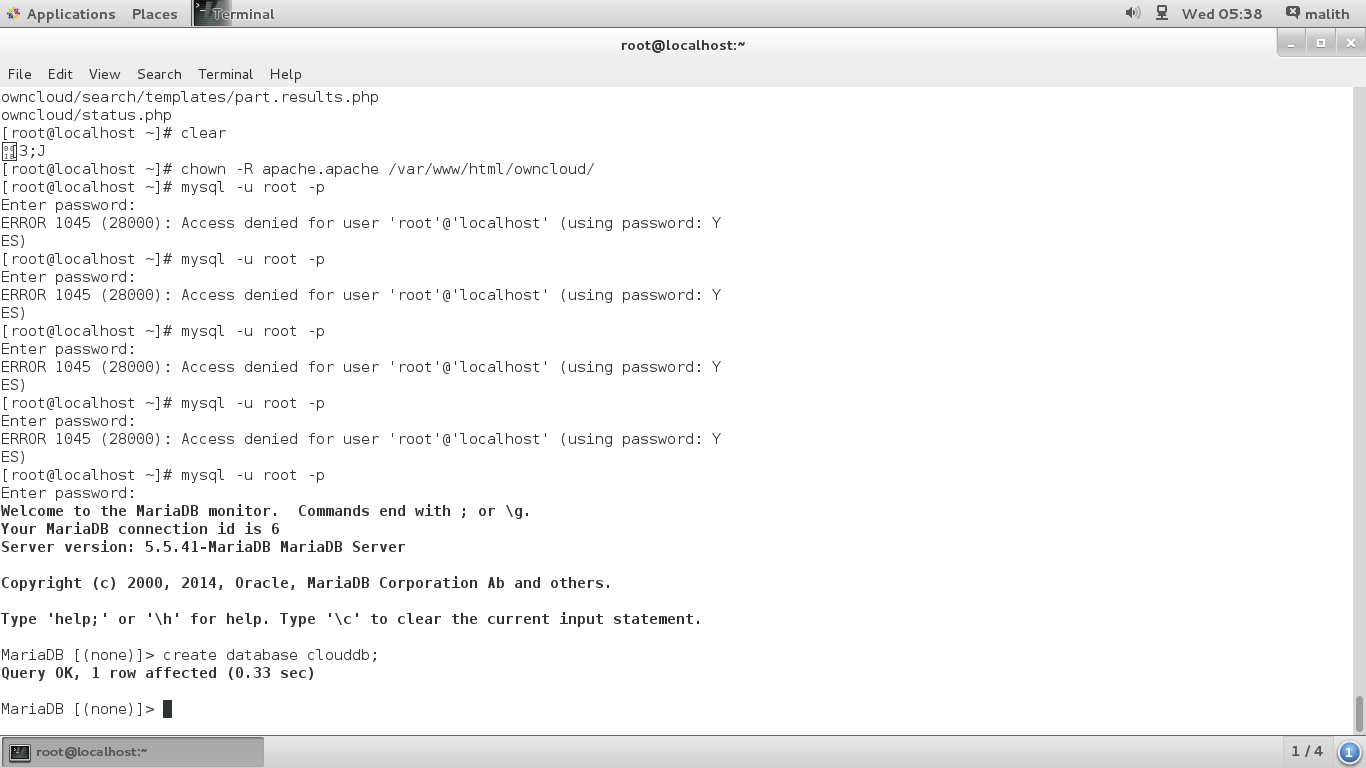 Applications Places Terminal Wed 05:38 malith
root@localhost:~
File Edit View Search Terminal Help
owncloud/search/templates/part.results.php
owncloud/status.php
[root@localhost ~]# clear
3;J
[root@localhost ~]# chown -R apache.apache /var/www/html/owncloud/
[root@localhost ~]# mysql -u root -p
Enter password:
ERROR 1045 (28000): Access denied for user 'root'@'localhost' (using password: Y
ES)
[root@localhost ~]# mysql -u root -p
Enter password:
ERROR 1045 (28000): Access denied for user 'root'@'localhost' (using password: Y
ES)
[root@localhost ~]# mysql -u root -p
Enter password:
ERROR 1045 (28000): Access denied for user 'root'@'localhost' (using password: Y
ES)
[root@localhost ~]# mysql -u root -p
Enter password:
ERROR 1045 (28000): Access denied for user 'root'@'localhost' (using password: Y
ES)
[root@localhost ~]# mysql -u root -p
Enter password:
Welcome to the MariaDB monitor.  Commands end with ; or \g.
Your MariaDB connection id is 6
Server version: 5.5.41-MariaDB MariaDB Server
Copyright (c) 2000, 2014, Oracle, MariaDB Corporation Ab and others.
Type 'help;' or '\h' for help. Type '\c' to clear the current input statement.
MariaDB [(none)]> create database clouddb;
Query OK, 1 row affected (0.33 sec)
MariaDB [(none)]>
root@localhost:~ 1 / 4 1